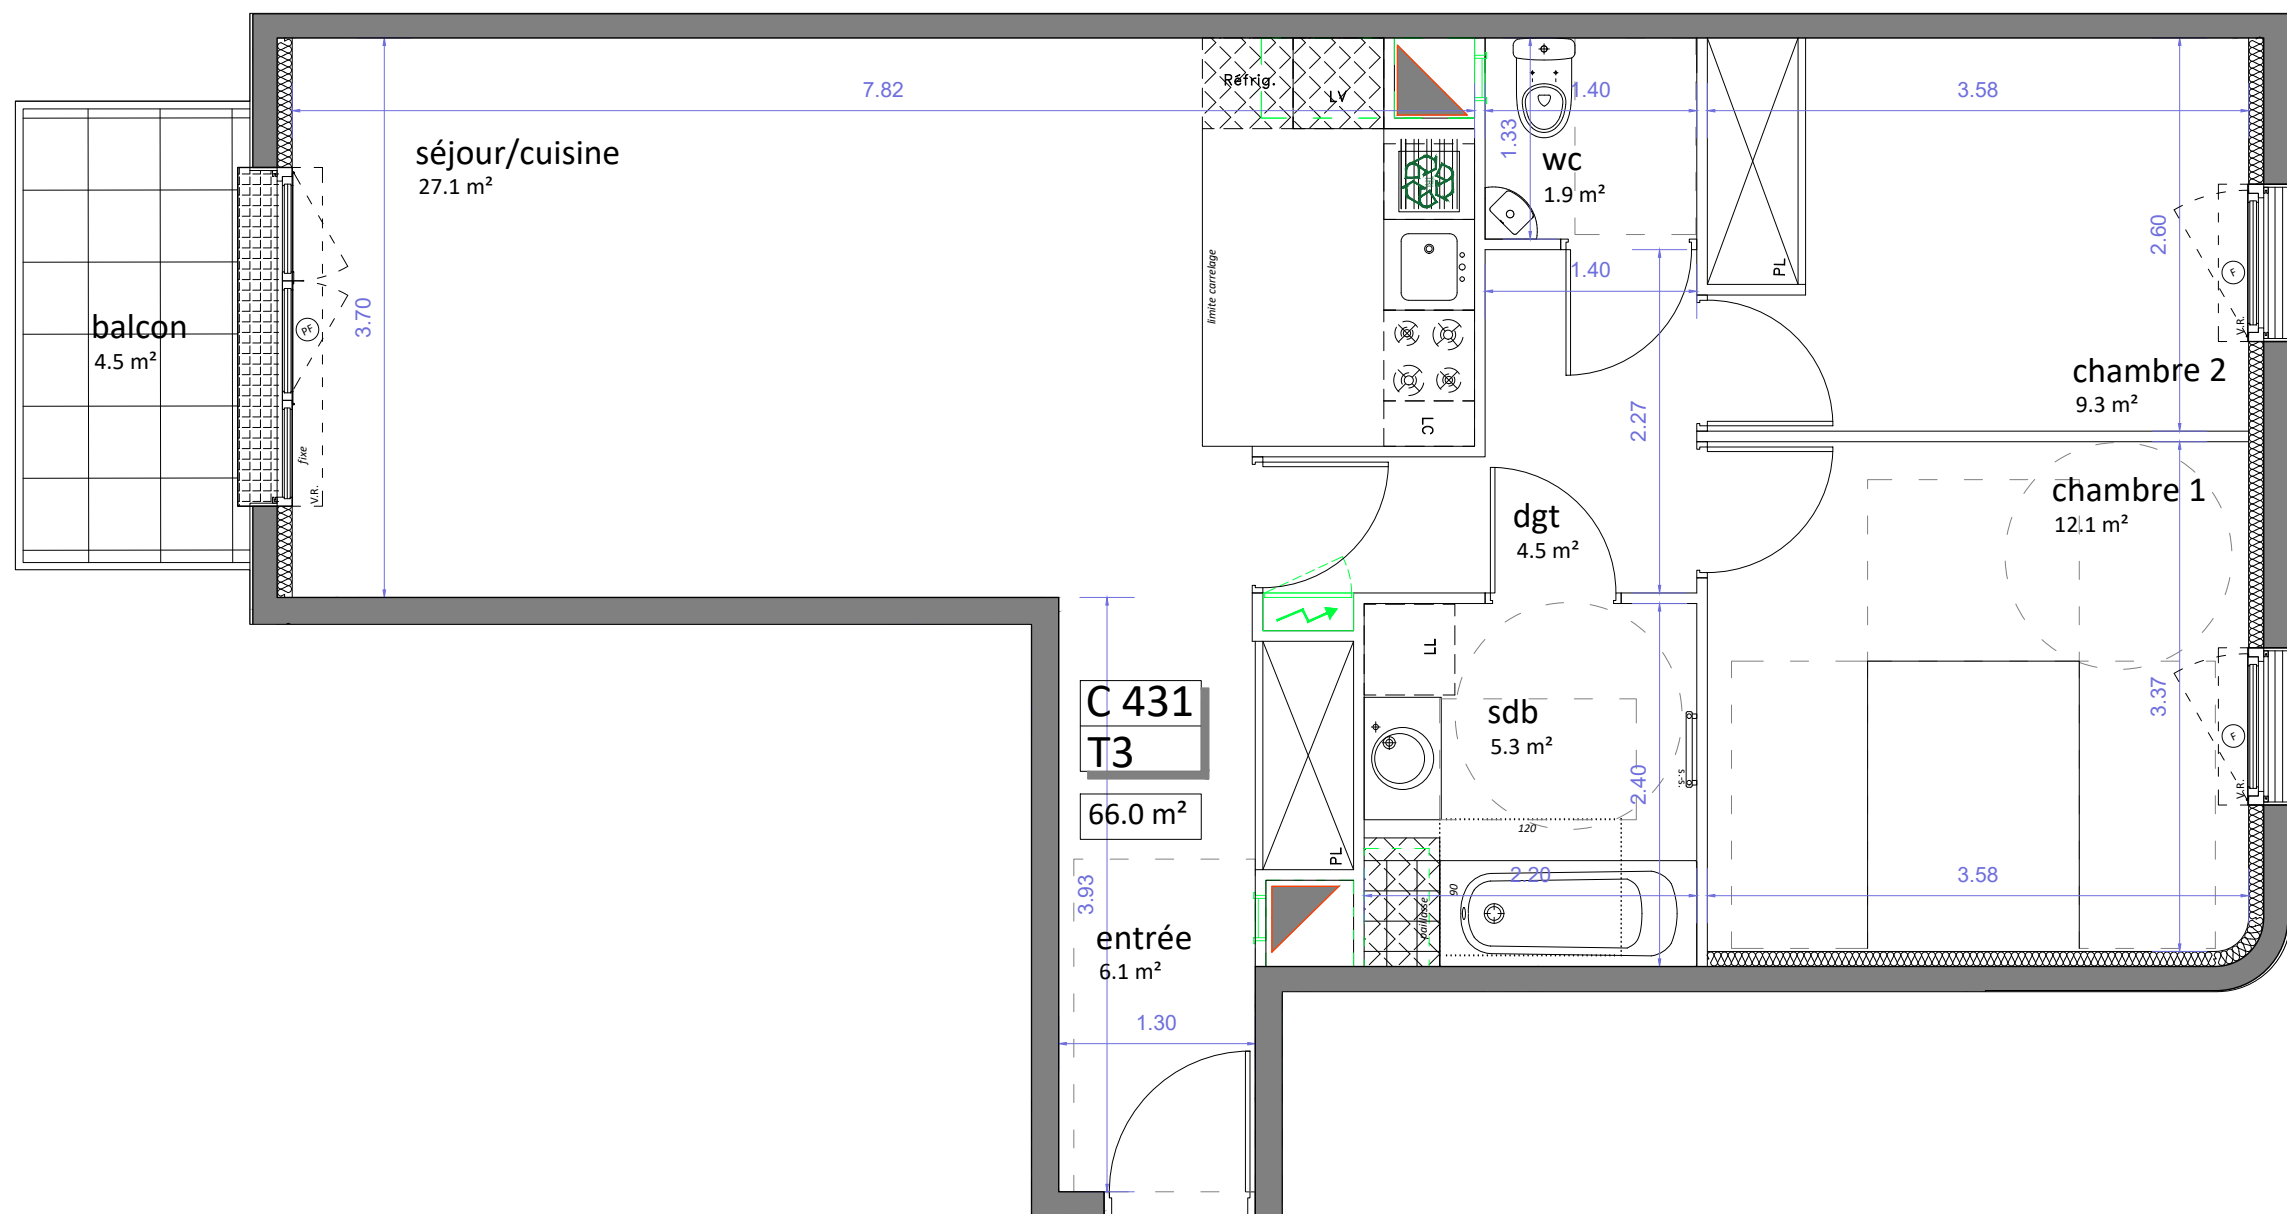 7.82
Réfrig.
LV
1.40
3.58
séjour/cuisine
27.1 m²
1.33
wc
1.9 m²
3.70
limite carrelage
1.40
PL
2.60
F
V.R.
balcon
4.5 m²
PF
fixe
V.R.
LC
2.27
chambre 2
9.3 m²
chambre 1
12.1 m²
dgt
4.5 m²
LL
C 431
T3
66.0 m²
sdb
5.3 m²
s.-s.
2.40
3.37
F
V.R.
120
PL
3.93
paillasse
90
2.20
3.58
entrée
6.1 m²
1.30